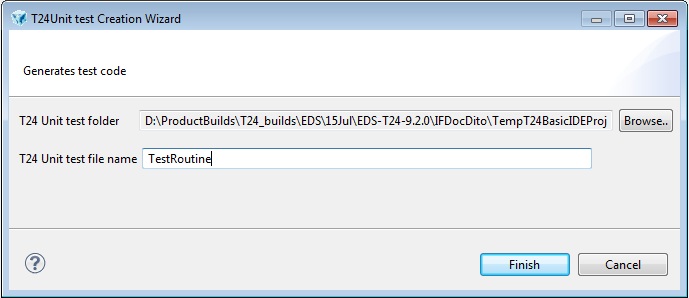 T24Unit test Creation Wizard
Generates test code
T24 Unit test folder D:\ProductBuilds\T24_builds\EDS\15Jul\EDS-T24-9.2.0\IFDocDito\TempT24BasicIDEProj Browse..
T24 Unit test file name TestRoutine
? Finish Cancel